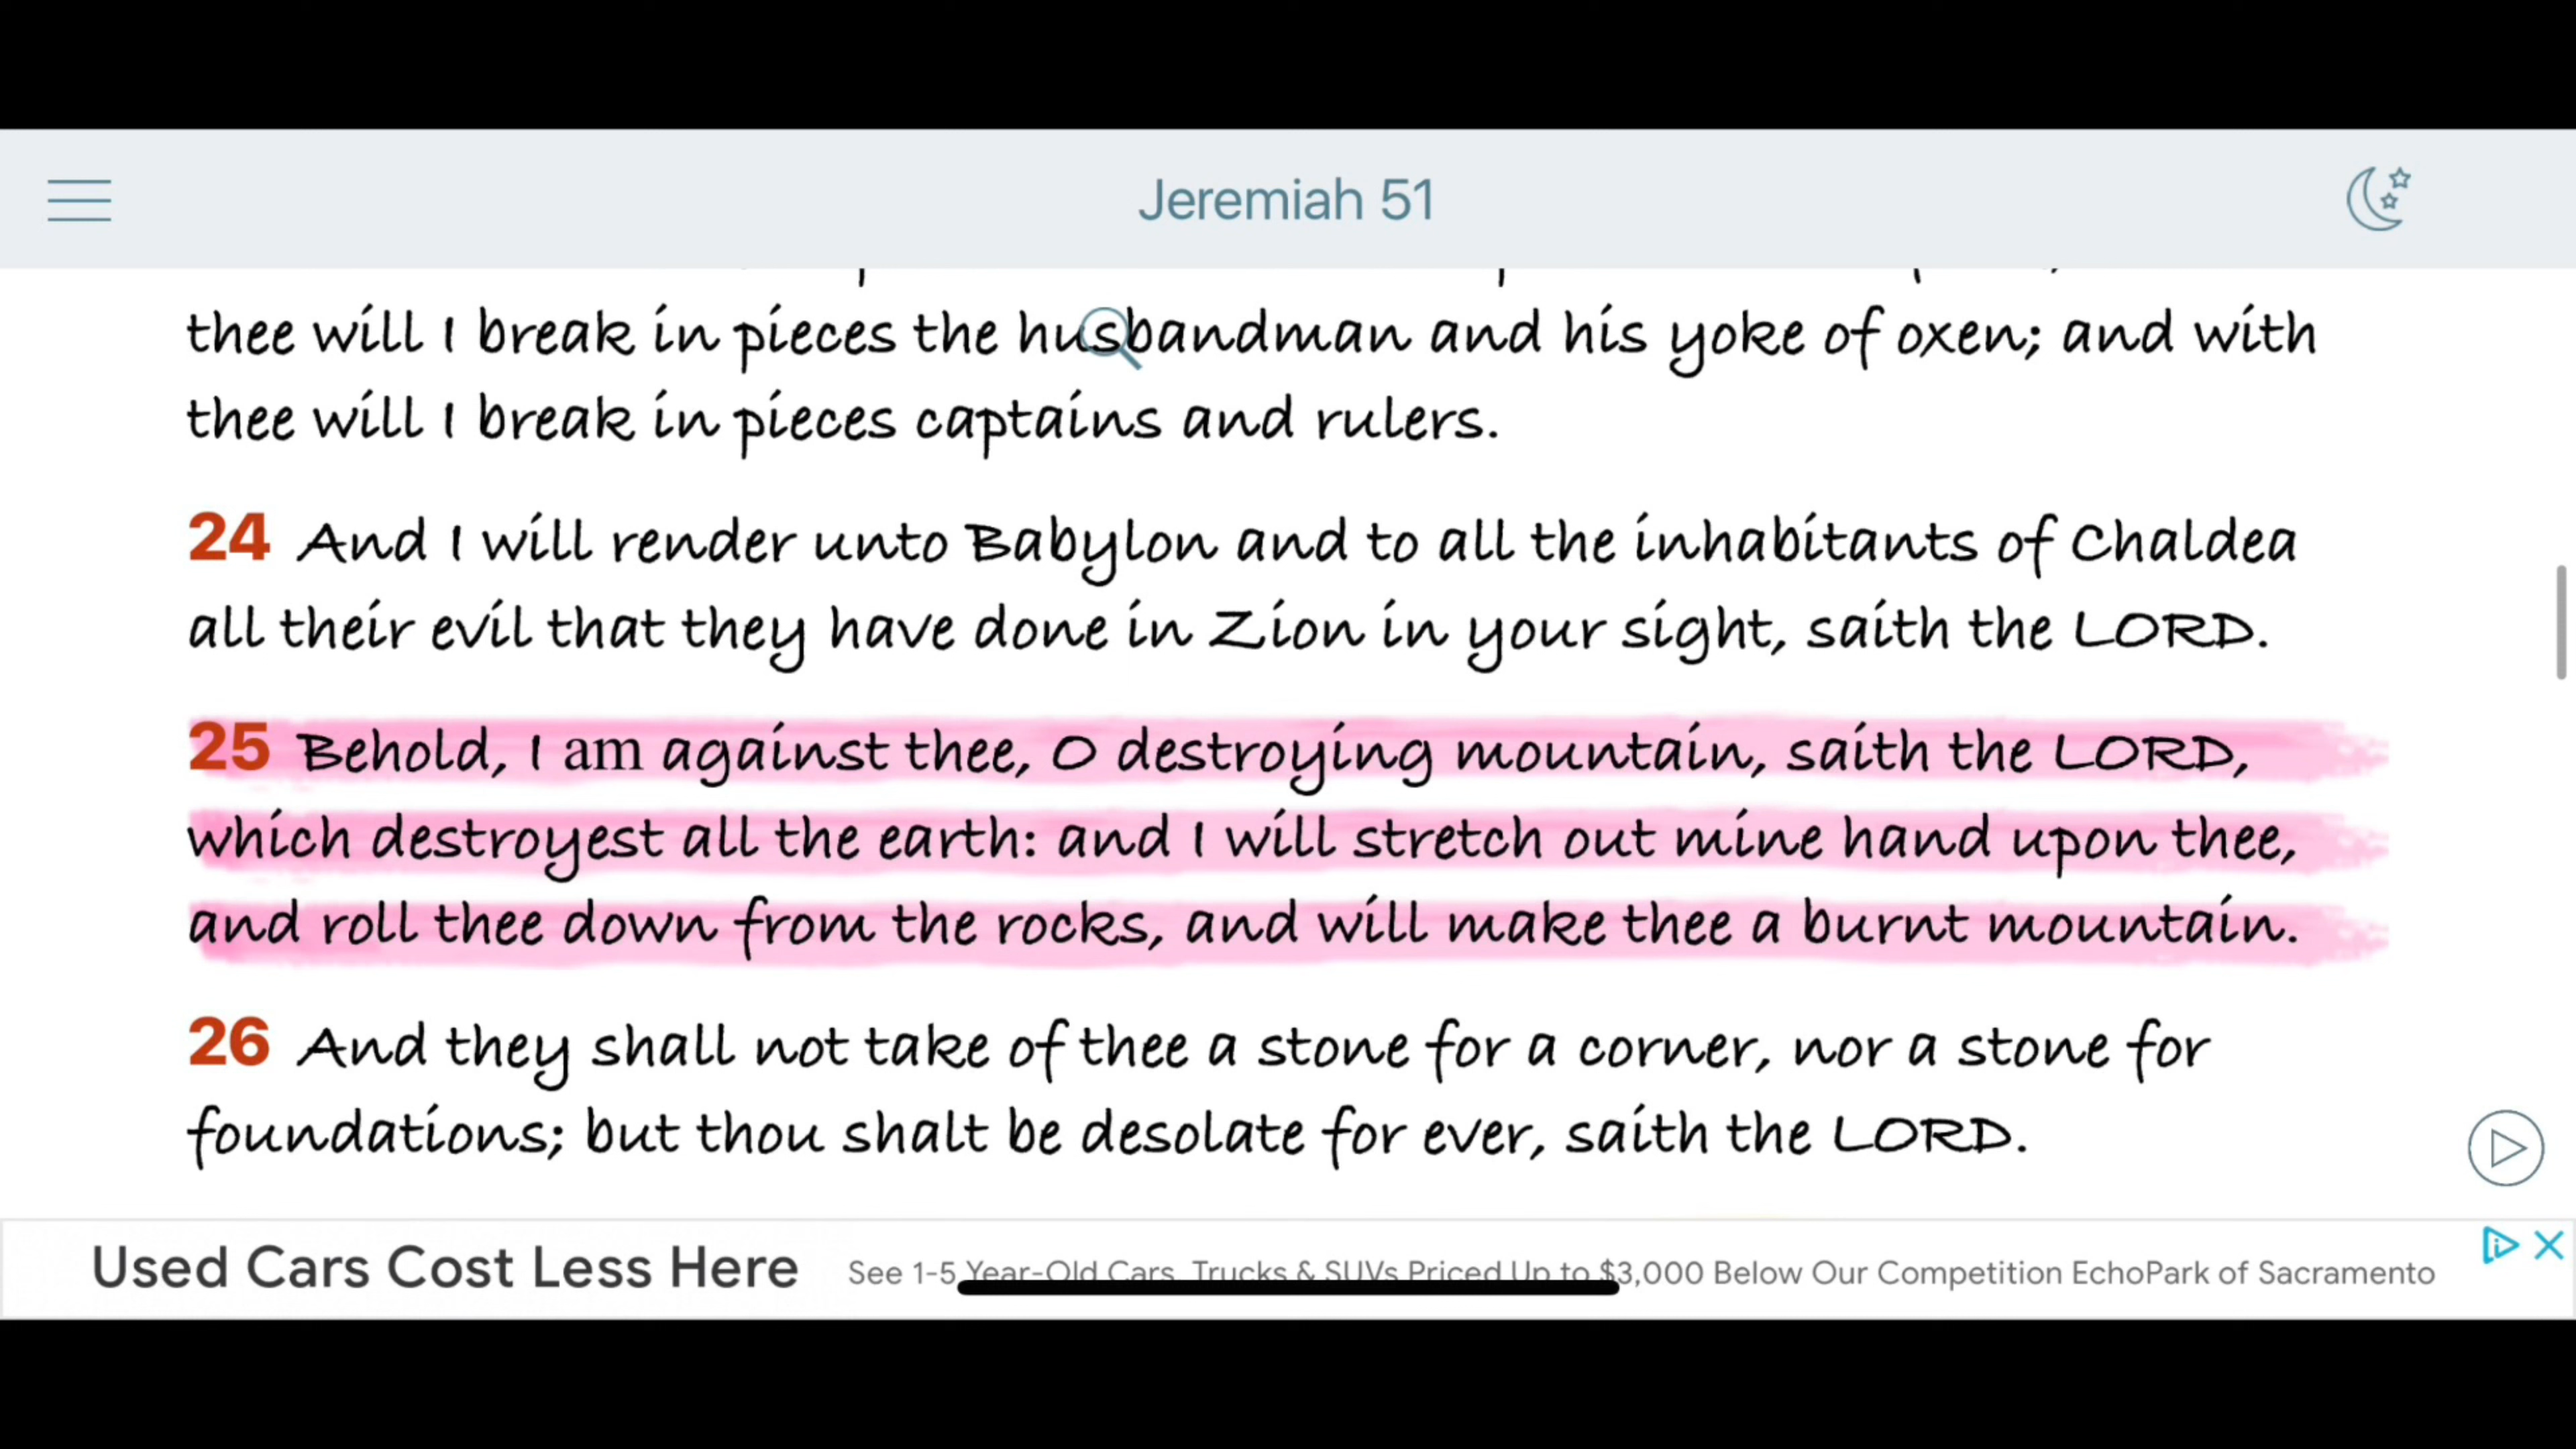 Jeremiah 51
thee will I break in pieces the husbandman and his yoke of oxen; and with
thee will I break in pieces captains and rulers.
24 And I will render unto Babylon and to all the inhabitants of Chaldea
all their evil that they have done in Zion in your sight, saith the LORD.
25 Behold, I am against thee, O destroying mountain, saith the LORD,
which destroyest all the earth: and I will stretch out mine hand upon thee,
and roll thee down from the rocks, and will make thee a burnt mountain.
26 And they shall not take of thee a stone for a corner, nor a stone for
foundations; but thou shalt be desolate for ever, saith the LORD.
Used Cars Cost Less Here See 1-5 Year-Old Cars, Trucks & SUVs Priced Up to $3,000 Below Our Competition EchoPark of Sacramento